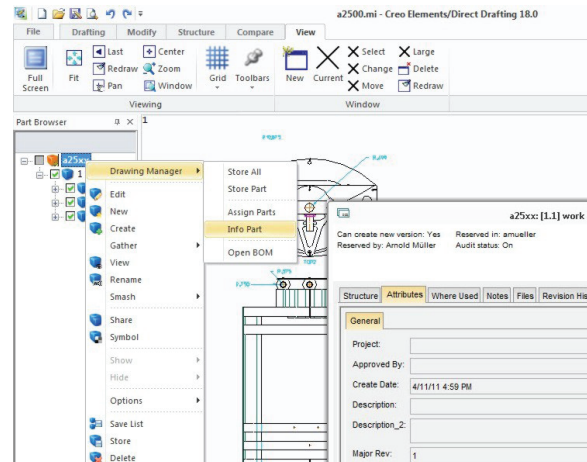 a2500.mi - Creo Elements/Direct Drafting 18.0
File Drafting Modify Structure Compare View
Full Screen
Fit
Last
Redraw
Pan
Center
Zoom
Window
Grid
Toolbars
New
Current
Select
Change
Move
Large
Delete
Redraw
Viewing
Window
Part Browser
1
a25xx
1
Drawing Manager
Edit
New
Create
Gather
View
Rename
Smash
Share
Symbol
Show
Hide
Options
Save List
Store
Delete
Store All
Store Part
Assign Parts
Info Part
Open BOM
a25xx: [1.1] work
Can create new version: Yes Reserved in: amueller
Reserved by: Arnold Müller Audit status: On
Structure Attributes Where Used Notes Files Revision His
General
Project:
Approved By:
Create Date: 4/11/11 4:59 PM
Description:
Description_2:
Major Rev: 1